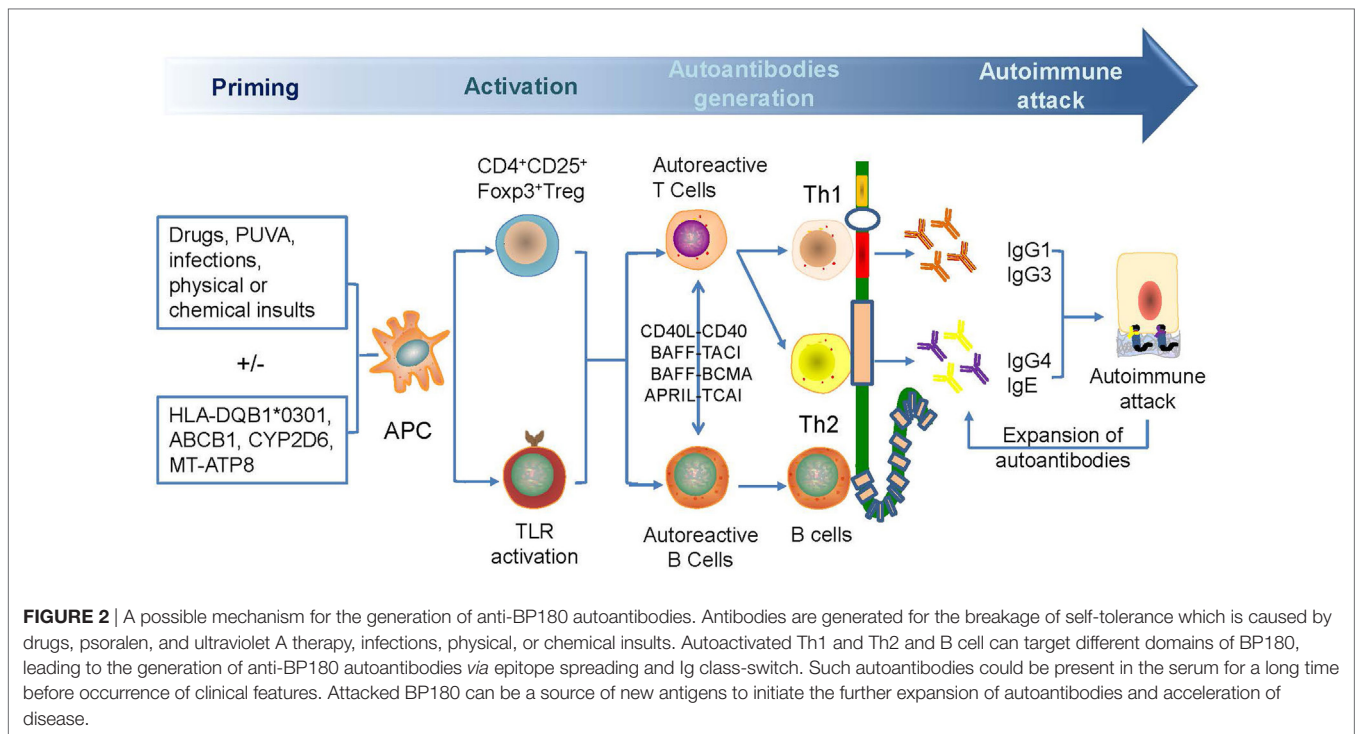 Priming
Activation
Autoantibodies
generation
Autoimmune
attack
Drugs, PUVA,
infections,
physical or
chemical insults
+/-
HLA-DQB1*0301,
ABCB1, CYP2D6,
MT-ATP8
APC
CD4⁺CD25⁺
Foxp3⁺Treg
TLR
activation
Autoreactive
T Cells
CD40L-CD40
BAFF-TACI
BAFF-BCMA
APRIL-TCAI
Autoreactive
B Cells
Th1
Th2
B cells
IgG1
IgG3
IgG4
IgE
Autoimmune
attack
Expansion of
autoantibodies
FIGURE 2 | A possible mechanism for the generation of anti-BP180 autoantibodies. Antibodies are generated for the breakage of self-tolerance which is caused by
drugs, psoralen, and ultraviolet A therapy, infections, physical, or chemical insults. Autoactivated Th1 and Th2 and B cell can target different domains of BP180,
leading to the generation of anti-BP180 autoantibodies via epitope spreading and Ig class-switch. Such autoantibodies could be present in the serum for a long time
before occurrence of clinical features. Attacked BP180 can be a source of new antigens to initiate the further expansion of autoantibodies and acceleration of
disease.